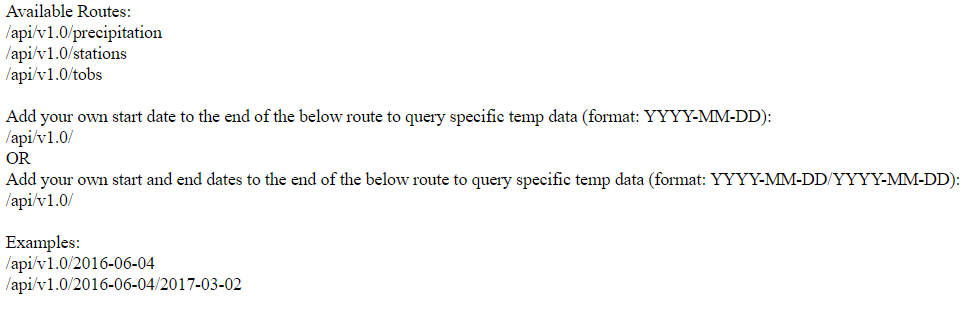 Available Routes:
/api/v1.0/precipitation
/api/v1.0/stations
/api/v1.0/tobs
Add your own start date to the end of the below route to query specific temp data (format: YYYY-MM-DD):
/api/v1.0/
OR
Add your own start and end dates to the end of the below route to query specific temp data (format: YYYY-MM-DD/YYYY-MM-DD):
/api/v1.0/
Examples:
/api/v1.0/2016-06-04
/api/v1.0/2016-06-04/2017-03-02